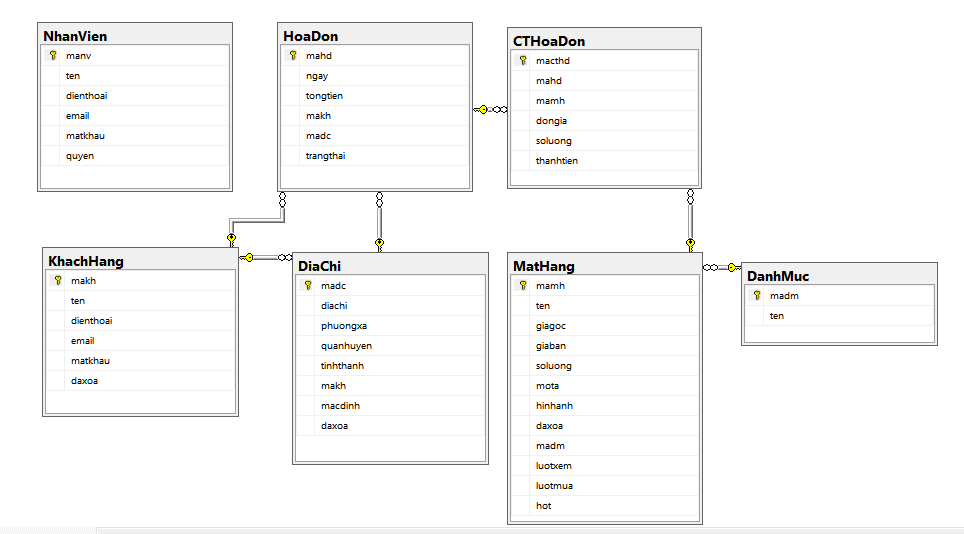 NhanVien
manv
ten
dienthoai
email
matkhau
quyen
HoaDon
mahd
ngay
tongtien
makh
madc
trangthai
CTHoaDon
macthd
mahd
mamh
dongia
soluong
thanhtien
KhachHang
makh
ten
dienthoai
email
matkhau
daxoa
DiaChi
madc
diachi
phuongxa
quanhuyen
tinhthanh
makh
macdinh
daxoa
MatHang
mamh
ten
giagoc
giaban
soluong
mota
hinhanh
daxoa
madm
luotxem
luotmua
hot
DanhMuc
madm
ten